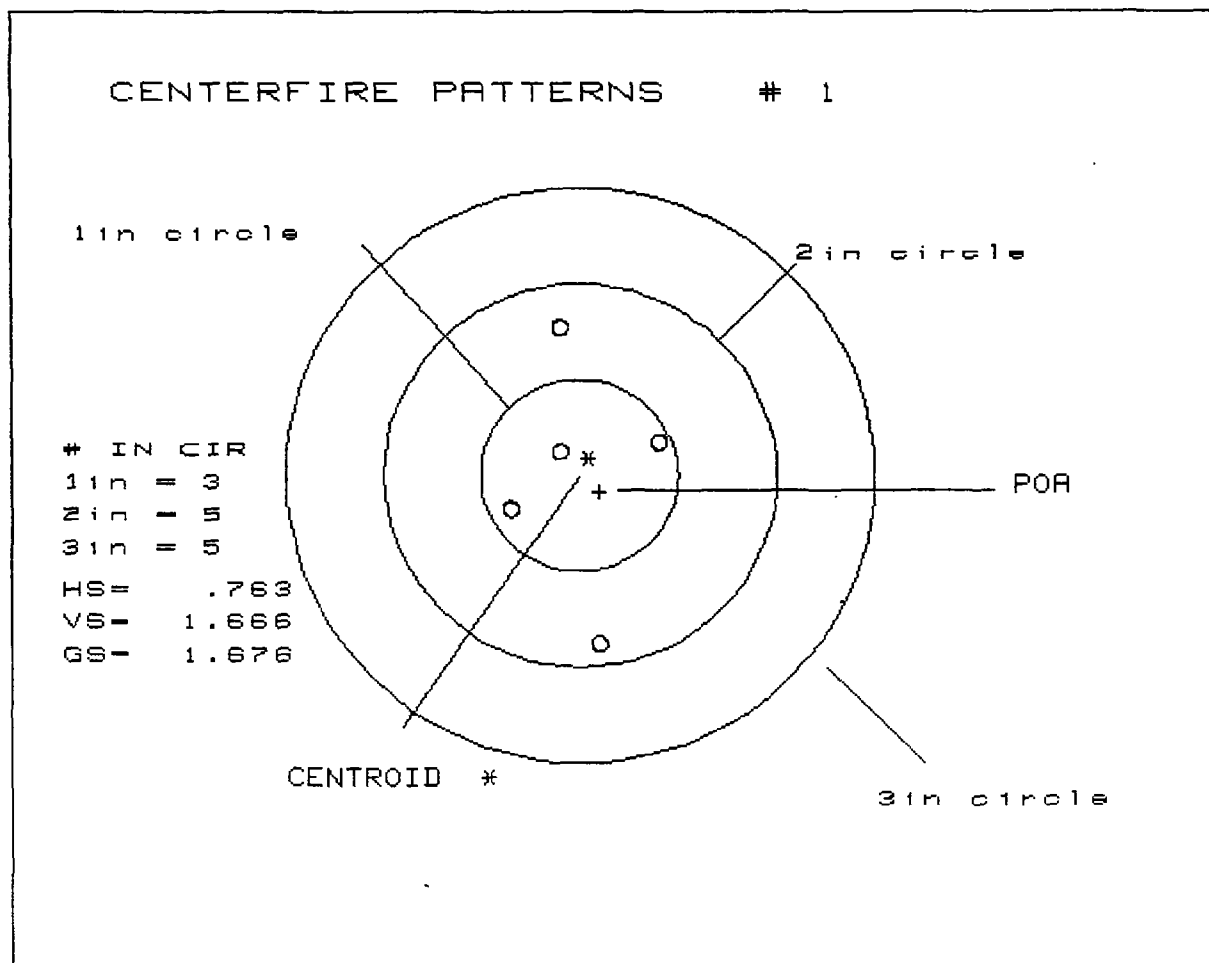 CENTERFIRE PATTERNS # 1
1in circle
2in circle
# IN CIR
1in = 3
2in = 5
3in = 5
HS= .763
VS= 1.666
GS= 1.676
POA
CENTROID *
3in circle